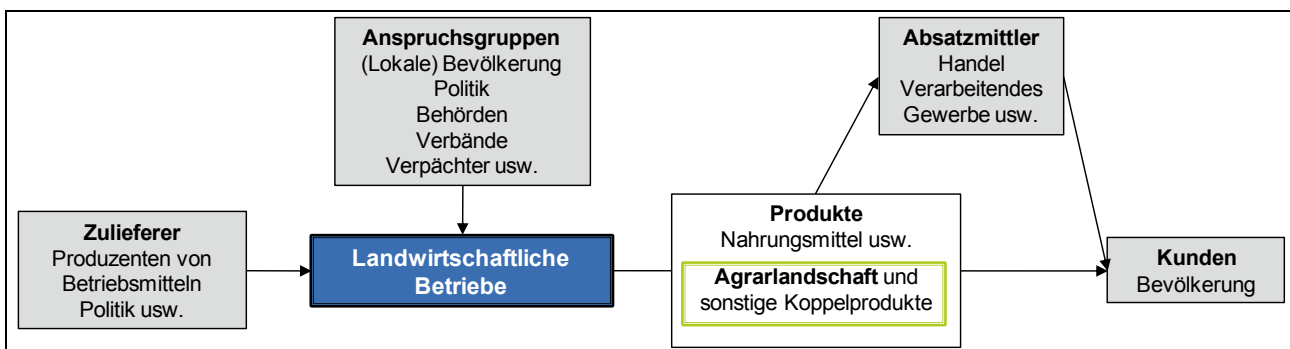 Anspruchsgruppen
(Lokale) Bevölkerung
Politik
Behörden
Verbände
Verpächter usw.
Absatzmittler
Handel
Verarbeitendes
Gewerbe usw.
Zulieferer
Produzenten von
Betriebsmitteln
Politik usw.
Landwirtschaftliche
Betriebe
Produkte
Nahrungsmittel usw.
Agrarlandschaft und
sonstige Koppelprodukte
Kunden
Bevölkerung